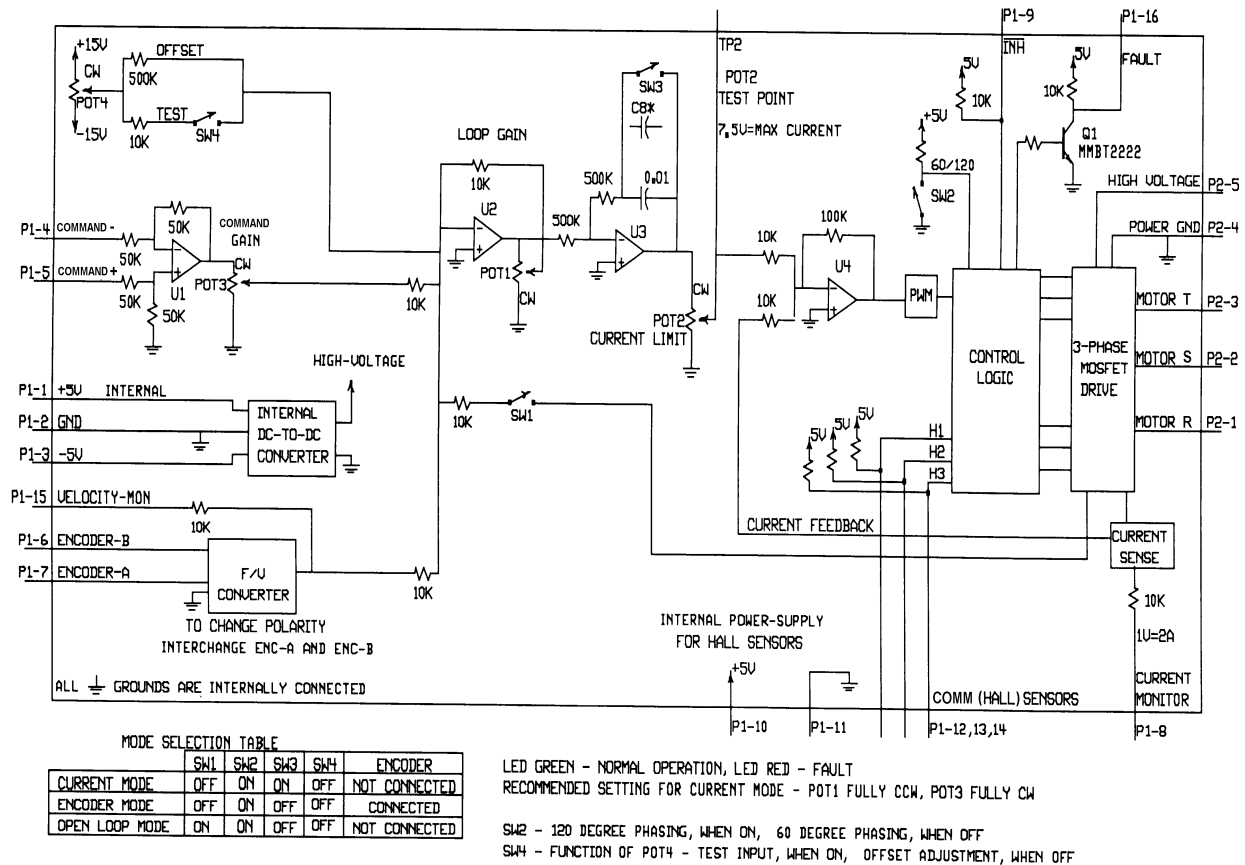 P1-9
P1-16
+15V
OFFSET
CW
500K
POT4
TEST
-15V
10K
SW4
TP2
POT2
TEST POINT
7.5V=MAX CURRENT
INH
FAULT
5V
10K
5V
10K
Q1
MMBT2222
SW3
C8*
LOOP GAIN
10K
500K
0.01
+5V
60/120
SW2
HIGH VOLTAGE P2-5
POWER GND P2-4
MOTOR T P2-3
MOTOR S P2-2
MOTOR R P2-1
P1-4 COMMAND -
50K
50K
COMMAND
GAIN
P1-5 COMMAND +
50K
50K
U1
CW
POT3
10K
U2
POT1
CW
500K
U3
CW
POT2
CURRENT LIMIT
10K
10K
100K
U4
PWM
CONTROL
LOGIC
3-PHASE
MOSFET
DRIVE
HIGH-VOLTAGE
P1-1 +5V INTERNAL
P1-2 GND
P1-3 -5V
INTERNAL
DC-TO-DC
CONVERTER
10K
SW1
5V
5V
5V
H1
H2
H3
P1-15 VELOCITY-MON
10K
P1-6 ENCODER-B
P1-7 ENCODER-A
F/V
CONVERTER
10K
TO CHANGE POLARITY
INTERCHANGE ENC-A AND ENC-B
CURRENT FEEDBACK
CURRENT
SENSE
10K
1V=2A
INTERNAL POWER-SUPPLY
FOR HALL SENSORS
+5V
CURRENT
MONITOR
ALL GROUNDS ARE INTERNALLY CONNECTED
COMM (HALL) SENSORS
P1-10
P1-11
P1-12,13,14
P1-8
MODE SELECTION TABLE
SW1 SW2 SW3 SW4 ENCODER
CURRENT MODE OFF ON ON OFF NOT CONNECTED
ENCODER MODE OFF ON OFF OFF CONNECTED
OPEN LOOP MODE ON ON OFF OFF NOT CONNECTED
LED GREEN - NORMAL OPERATION, LED RED - FAULT
RECOMMENDED SETTING FOR CURRENT MODE - POT1 FULLY CCW, POT3 FULLY CW
SW2 - 120 DEGREE PHASING, WHEN ON, 60 DEGREE PHASING, WHEN OFF
SW4 - FUNCTION OF POT4 - TEST INPUT, WHEN ON, OFFSET ADJUSTMENT, WHEN OFF